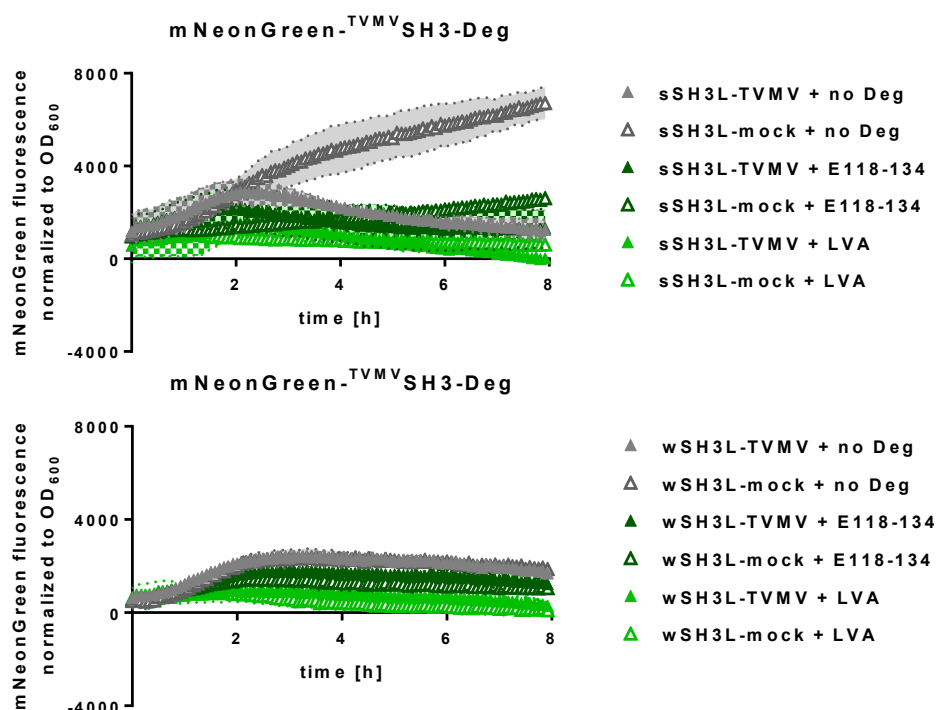 mNeonGreen-TVMVSH3-Deg
mNeonGreen fluorescence
normalized to OD600
8000
4000
0
-4000
2
4
6
8
time [h]
sSH3L-TVMV + no Deg
sSH3L-mock + no Deg
sSH3L-TVMV + E118-134
sSH3L-mock + E118-134
sSH3L-TVMV + LVA
sSH3L-mock + LVA
mNeonGreen-TVMVSH3-Deg
mNeonGreen fluorescence
normalized to OD600
8000
4000
0
-4000
2
4
6
8
time [h]
wSH3L-TVMV + no Deg
wSH3L-mock + no Deg
wSH3L-TVMV + E118-134
wSH3L-mock + E118-134
wSH3L-TVMV + LVA
wSH3L-mock + LVA